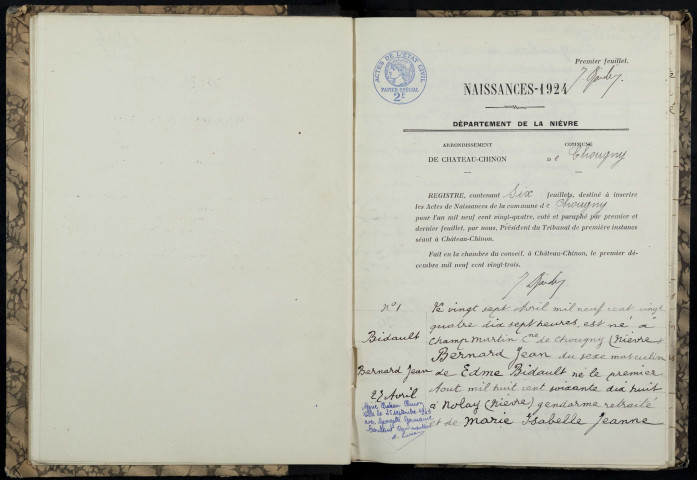 Premier feuillet.
ACTES DE L'ÉTAT CIVIL
PAPIER SPÉCIAL
2F
NAISSANCES-1924
DÉPARTEMENT DE LA NIÈVRE
ARRONDISSEMENT
DE CHATEAU-CHINON
COMMUNE
de Chougny
REGISTRE, contenant Six feuillets, destiné à inscrire
les Actes de Naissances de la commune de Chougny
pour l'an mil neuf cent vingt-quatre, coté et paraphé par premier et
dernier feuillet, par nous, Président du Tribunal de première instance
séant à Château-Chinon.
Fait en la chambre du conseil, à Château-Chinon, le premier dé-
cembre mil neuf cent vingt-trois.
N°1
Bidault
Bernard Jean
27 Avril
Le vingt sept Avril mil neuf cent vingt
quatre dix sept heures, est né à
Champ Martin Cne de Chougny (Nièvre)
Bernard Jean du sexe masculin
de Edme Bidault né le premier
Aout mil huit cent soixante dix huit
à Nolay (Nièvre) gendarme retraité
et de Marie Isabelle Jeanne